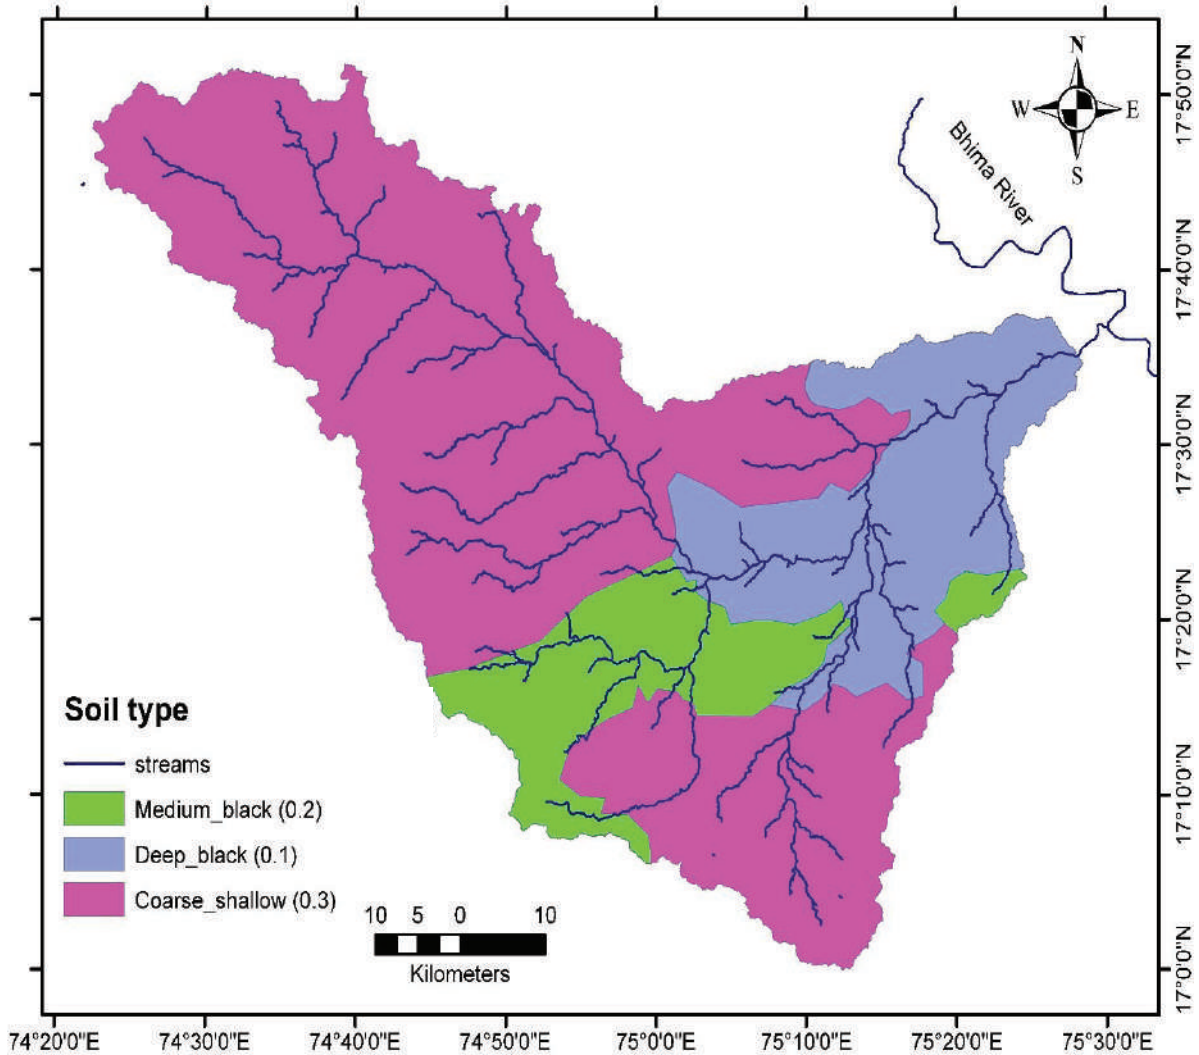 N
W E
S
Bhima River
17°50'0"N
17°40'0"N
17°30'0"N
17°20'0"N
17°10'0"N
17°0'0"N
Soil type
streams
Medium_black (0.2)
Deep_black (0.1)
Coarse_shallow (0.3)
10 5 0 10
Kilometers
74°20'0"E 74°30'0"E 74°40'0"E 74°50'0"E 75°0'0"E 75°10'0"E 75°20'0"E 75°30'0"E